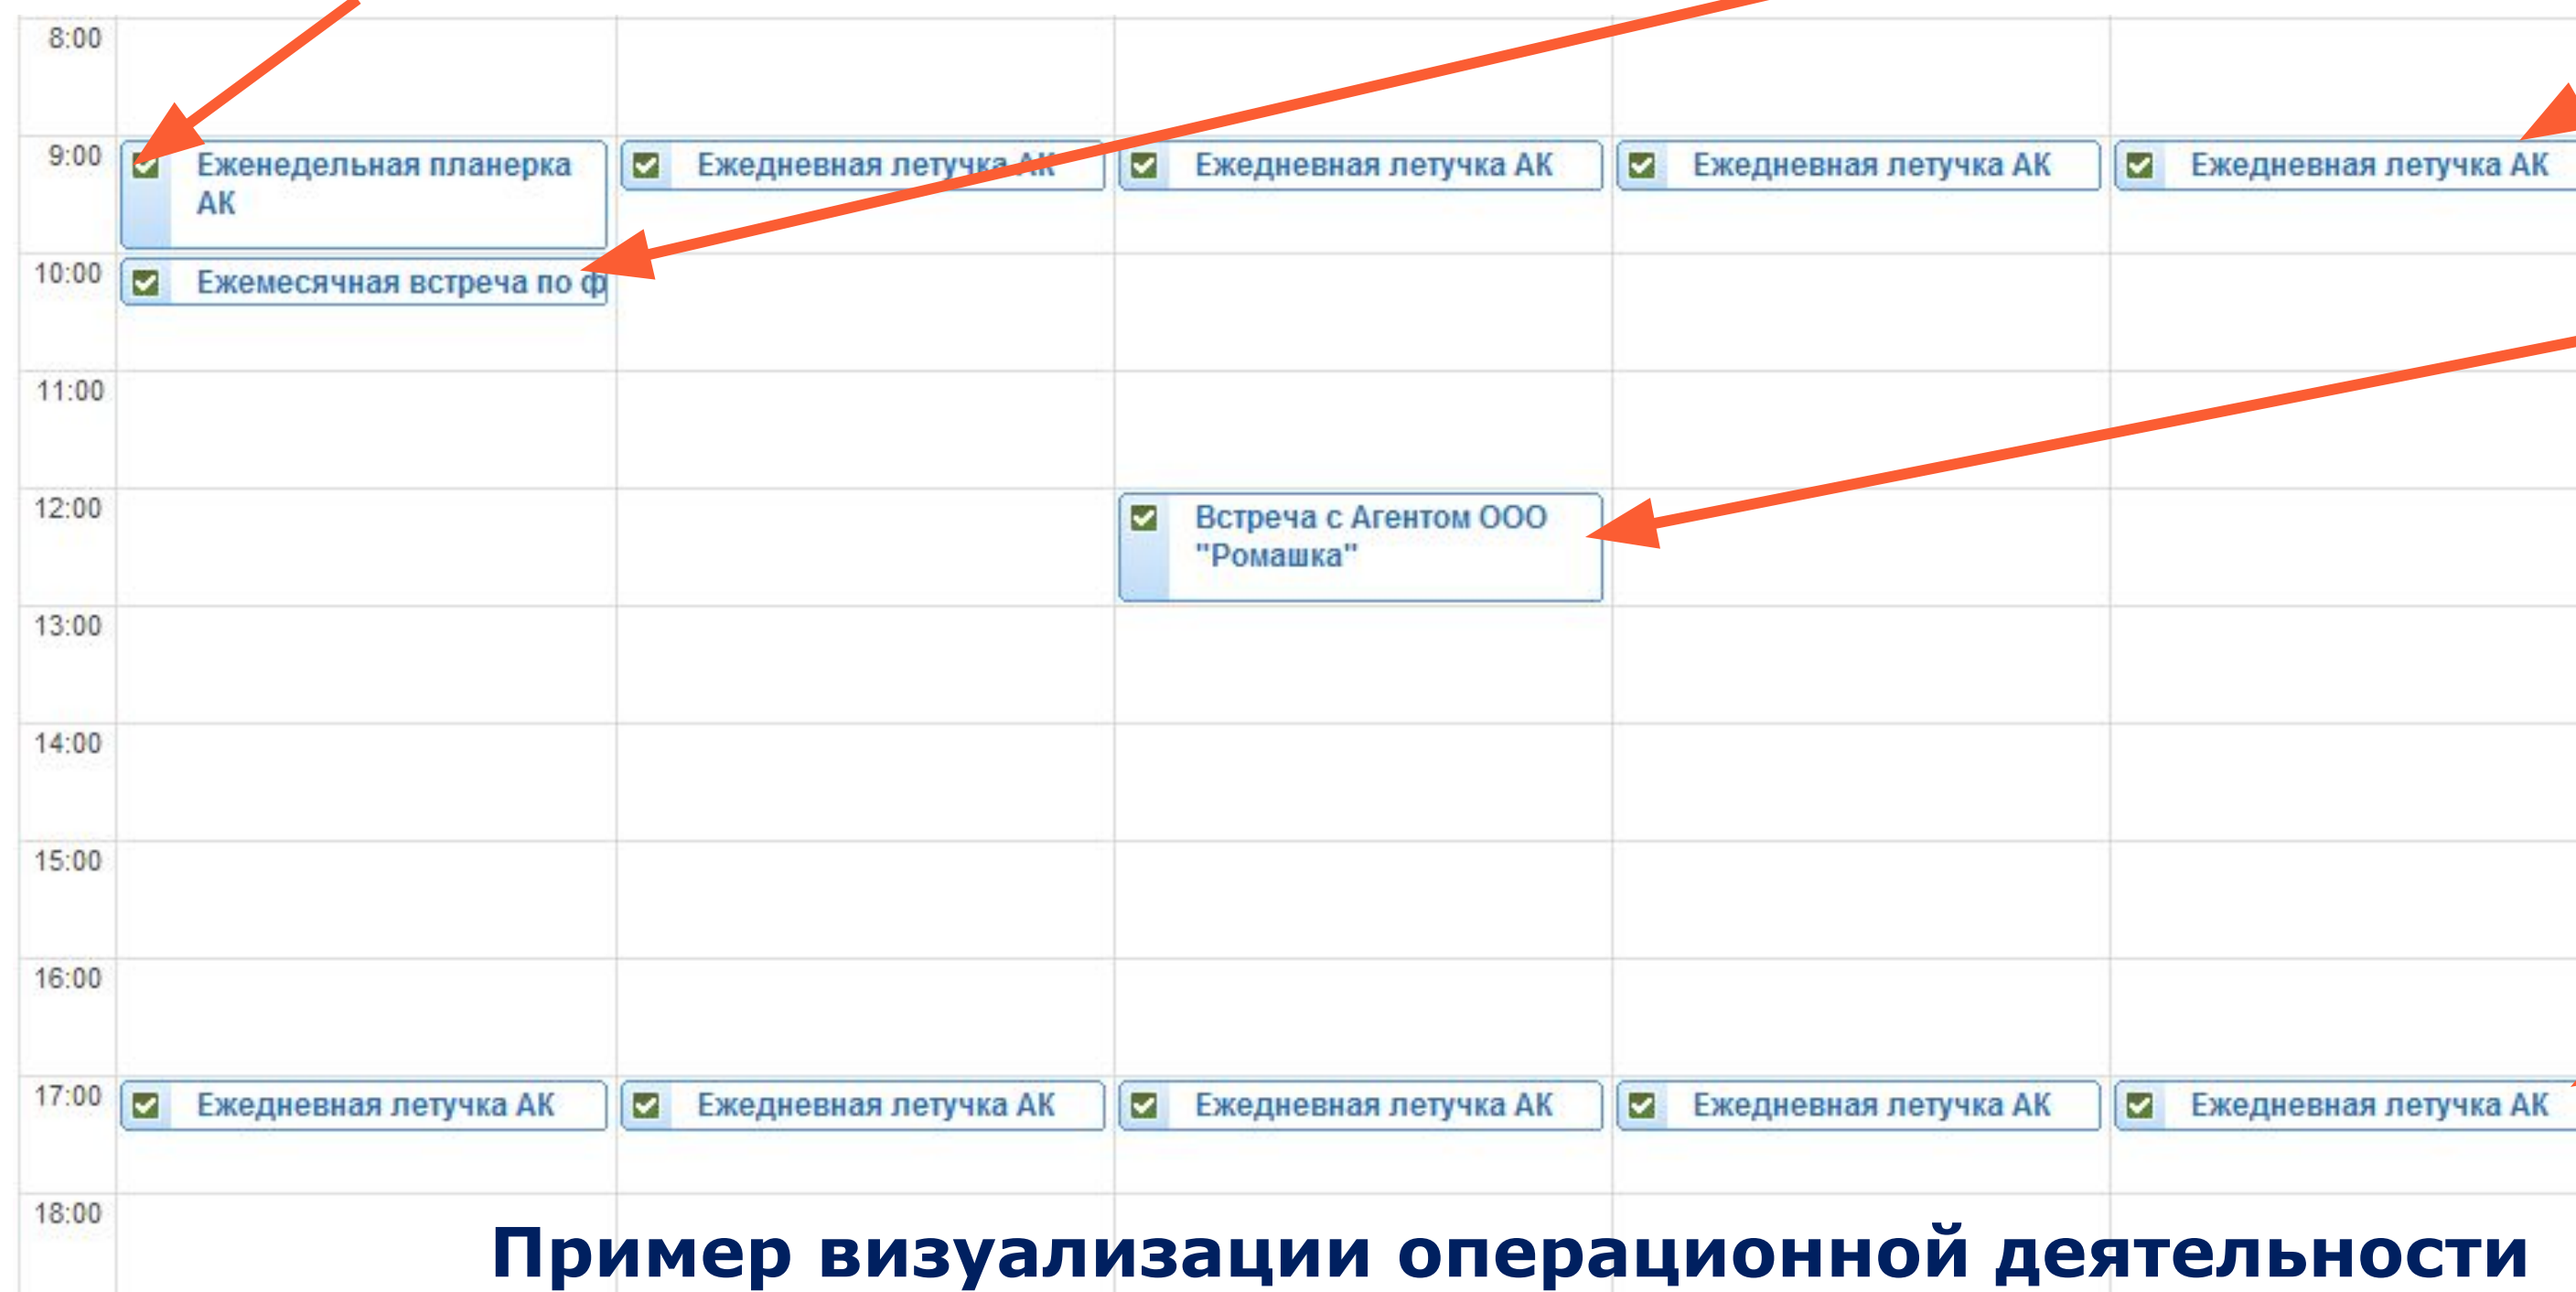 8:00
9:00
Еженедельная планерка
АК
Ежедневная летучка АК
Ежедневная летучка АК
Ежедневная летучка АК
Ежедневная летучка АК
10:00
Ежемесячная встреча по ф
11:00
12:00
Встреча с Агентом ООО
"Ромашка"
13:00
14:00
15:00
16:00
17:00
Ежедневная летучка АК
Ежедневная летучка АК
Ежедневная летучка АК
Ежедневная летучка АК
Ежедневная летучка АК
18:00
Пример визуализации операционной деятельности